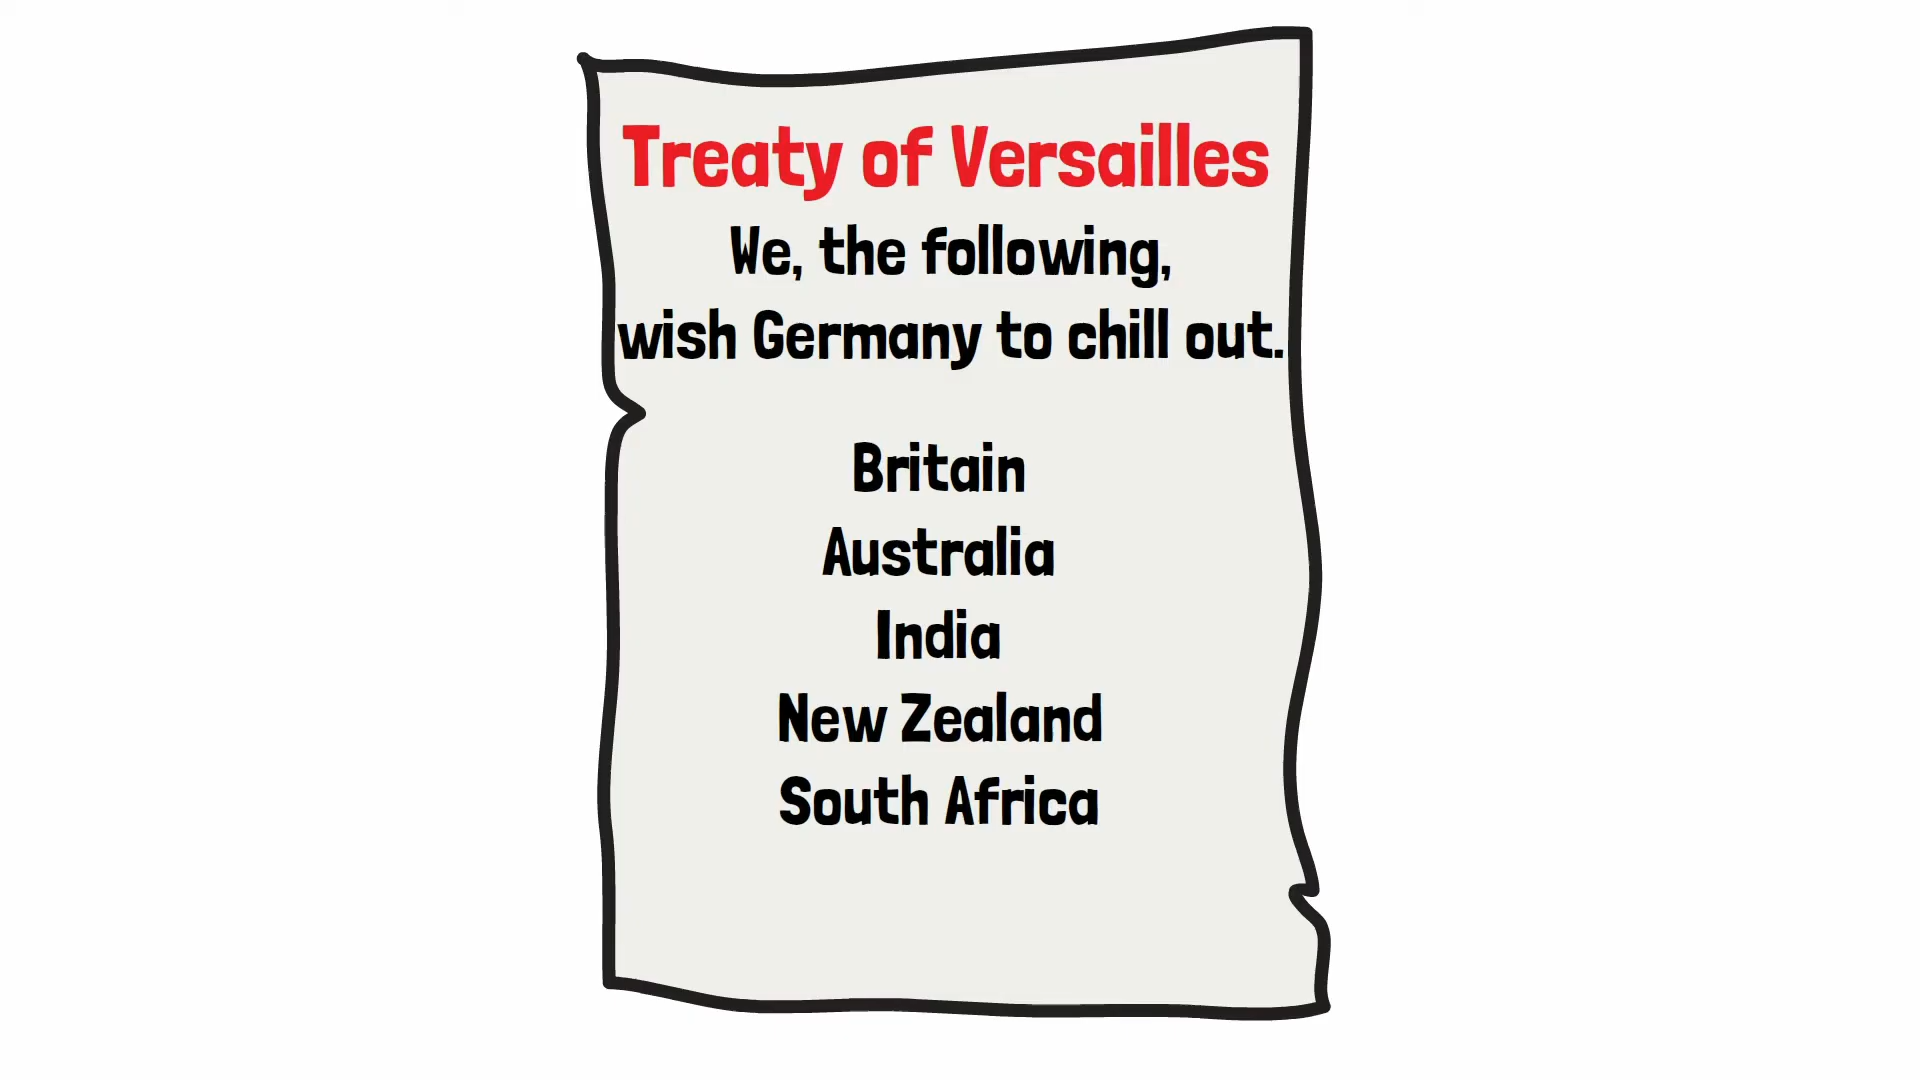 Treaty of Versailles
We, the following,
wish Germany to chill out.
Britain
Australia
India
New Zealand
South Africa